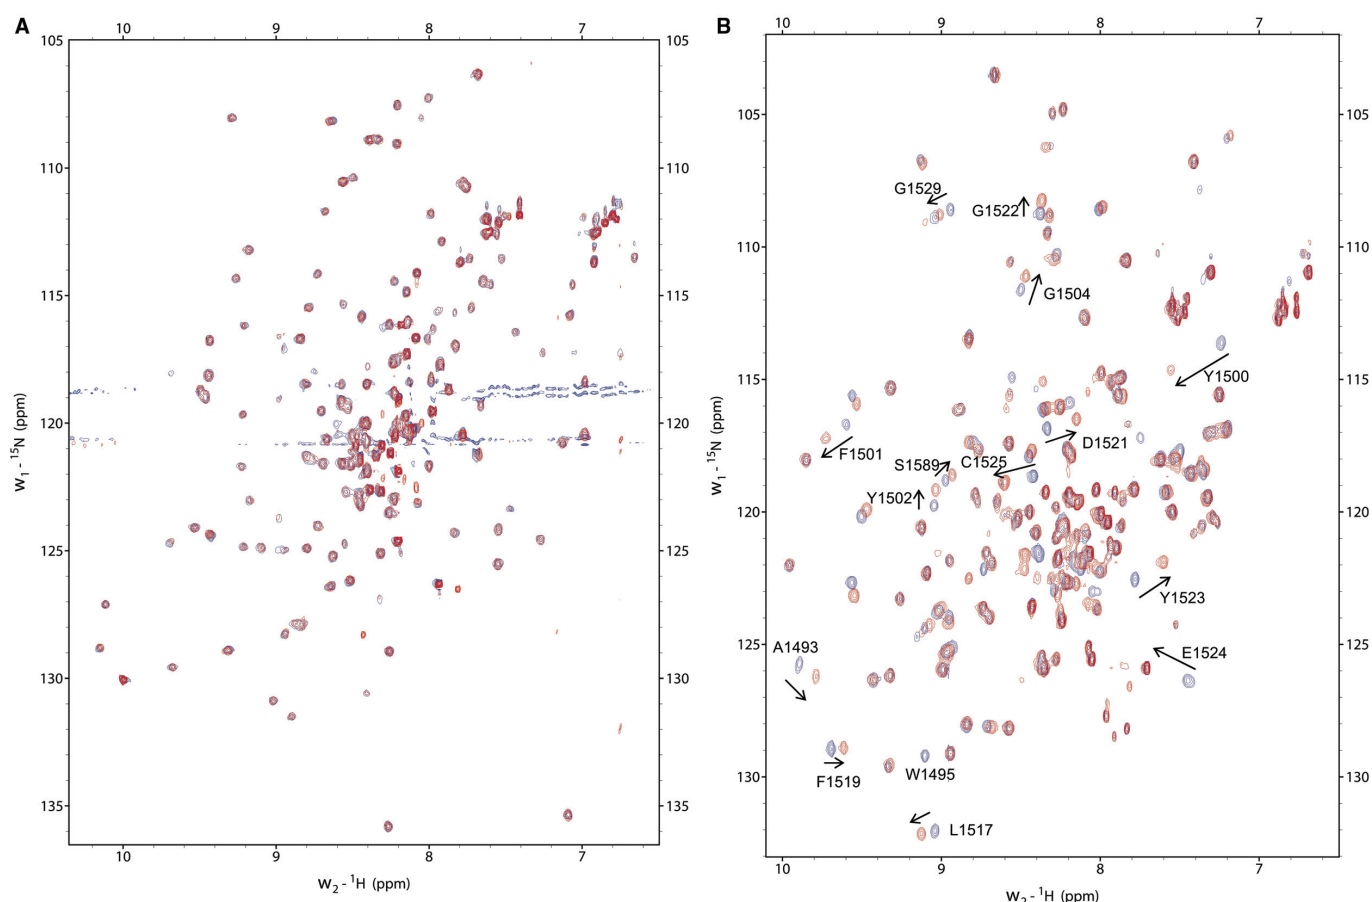 A
10 9 8 7
105 105
110 110
115 115
120 120
125 125
130 130
135 135
10 9 8 7
w1 - 15N (ppm)
w2 - 1H (ppm)
B
10 9 8 7
105 105
110 110
115 115
120 120
125 125
130 130
10 9 8 7
w1 - 15N (ppm)
w2 - 1H (ppm)
G1529
G1522
G1504
Y1500
F1501
D1521
S1589
C1525
Y1502
Y1523
A1493
E1524
F1519
W1495
L1517